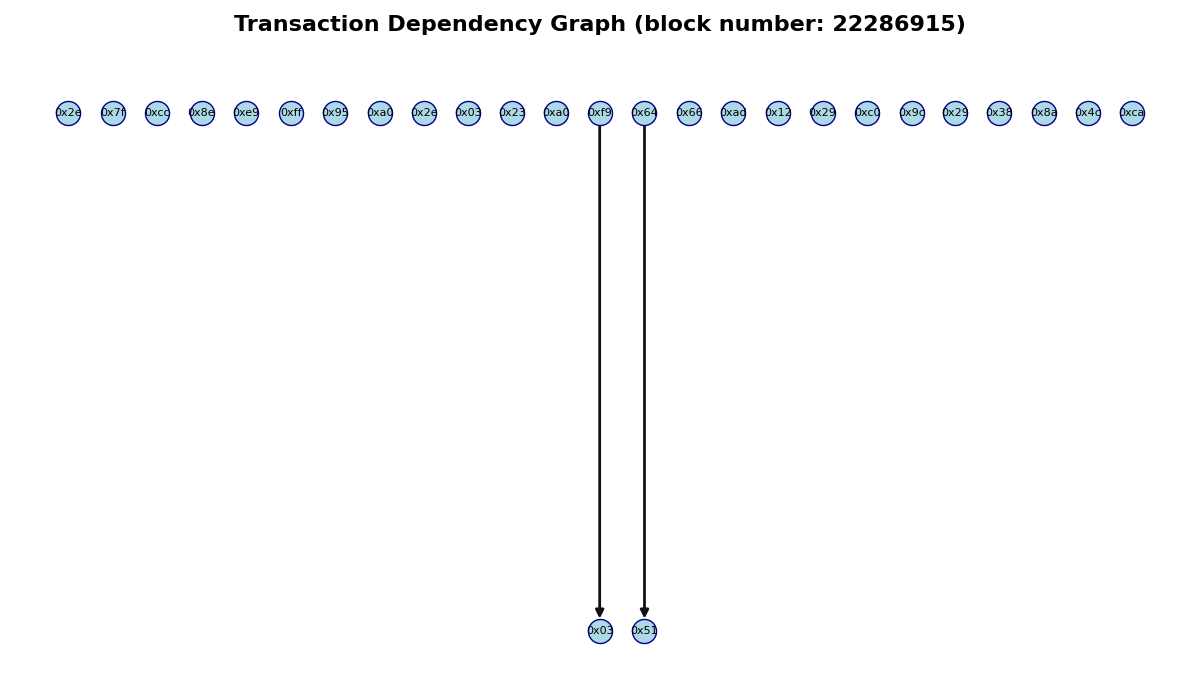 Transaction Dependency Graph (block number: 22286915)
0x2e 0x7f 0xcc 0x8e 0xe9 0xff 0x95 0xa0 0x2e 0x03 0x23 0xa0 0xf9 0x64 0x66 0xad 0x12 0x29 0xc0 0x9c 0x29 0x38 0x8a 0x4c 0xca
0x03 0x51